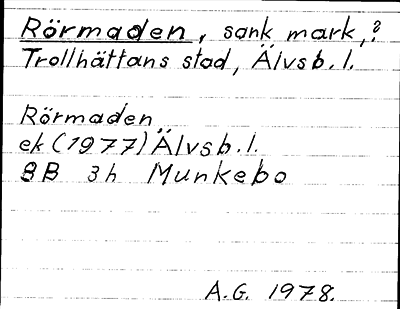 Rörmaden, sank mark,?
Trollhättans stad, Älvsb. l.
Rörmaden
ek (1977) Älvsb. l.
8B 3h Munkebo
A.G. 1978.